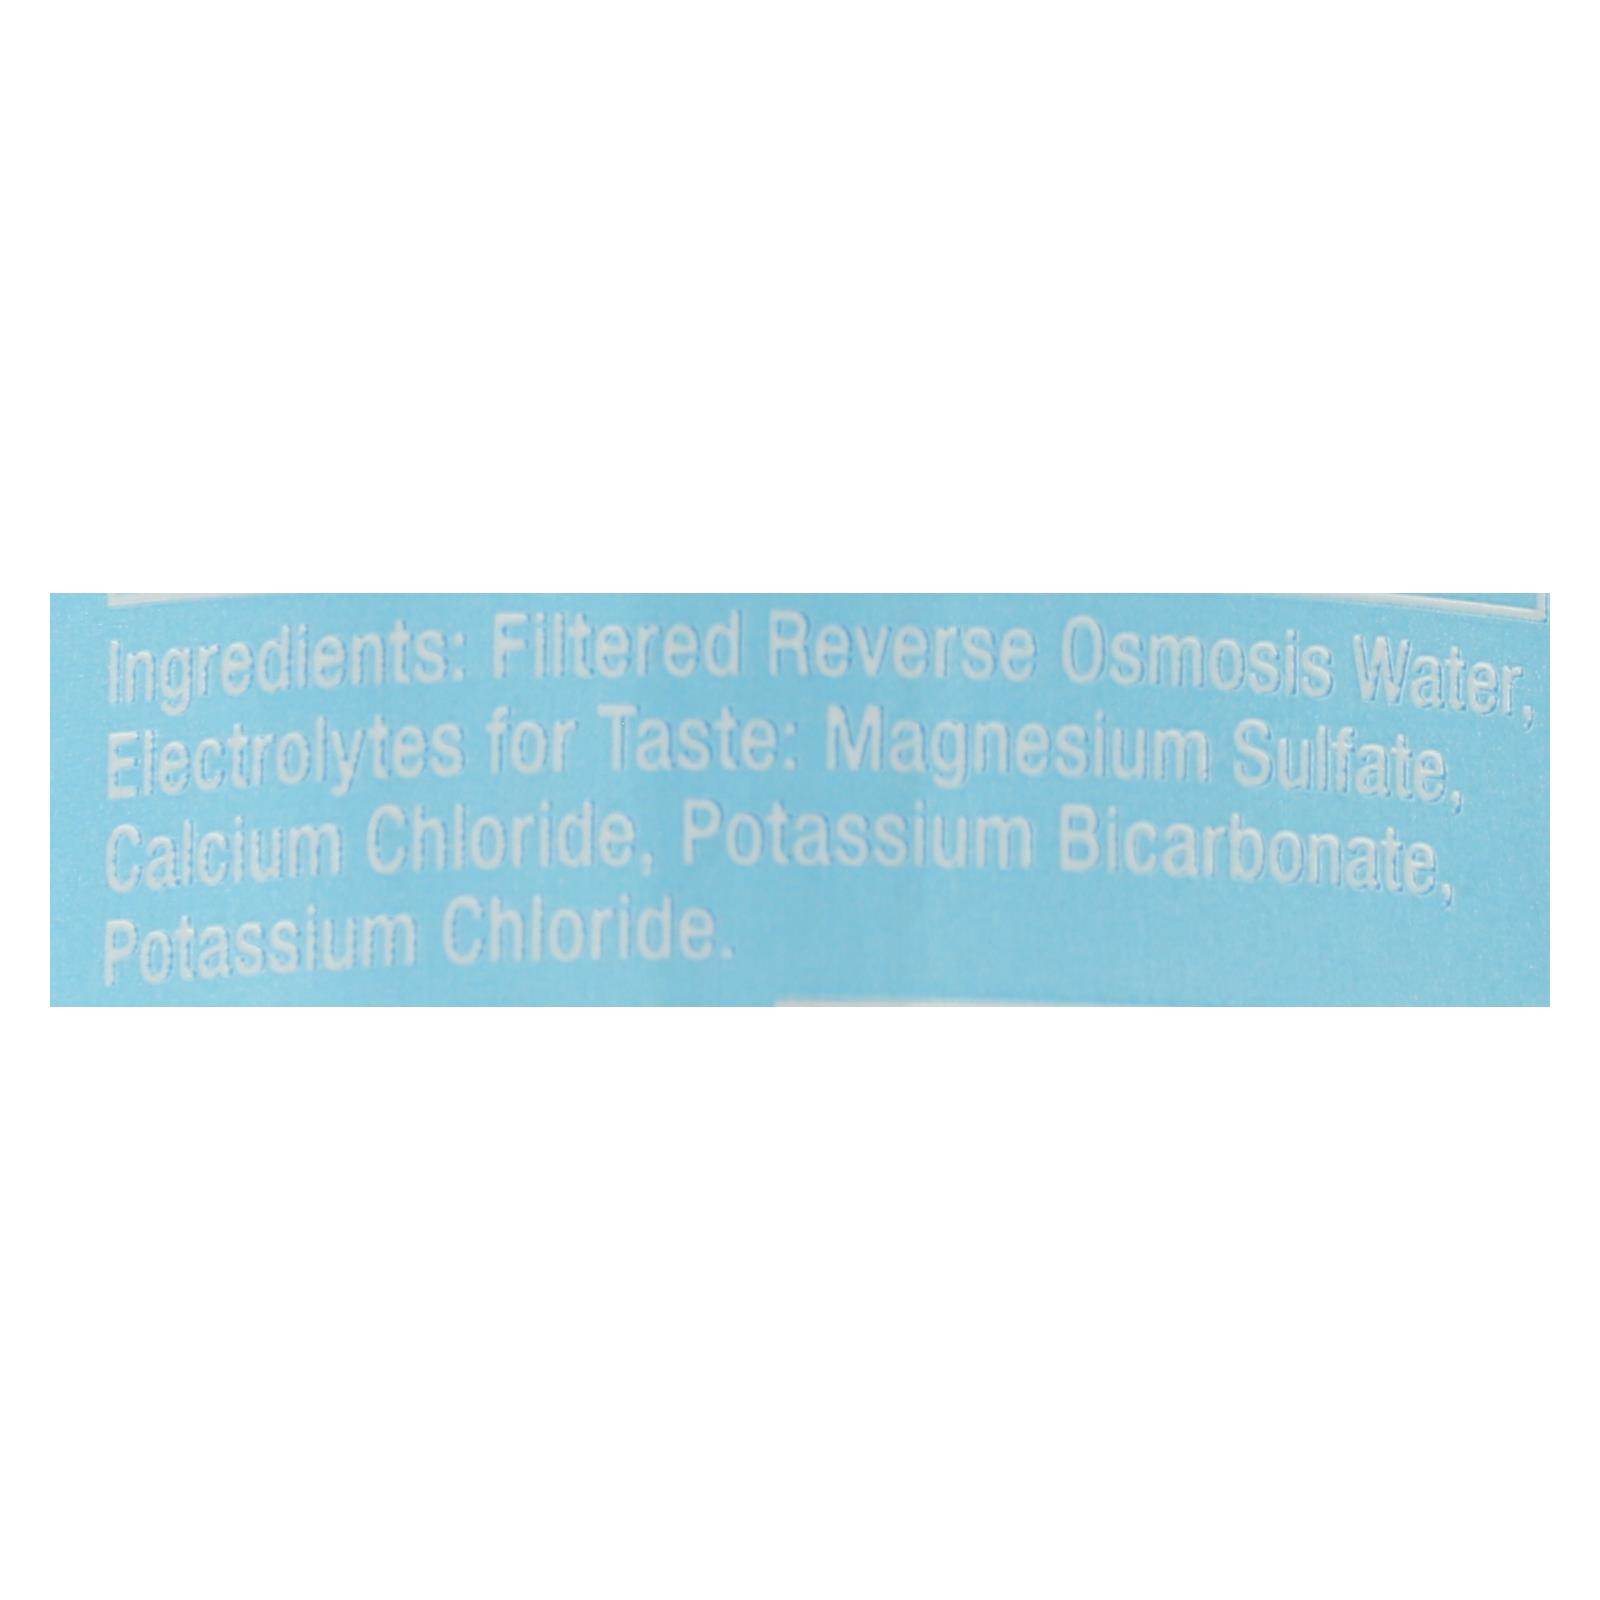 Ingredients: Filtered Reverse Osmosis Water,
Electrolytes for Taste: Magnesium Sulfate,
Calcium Chloride, Potassium Bicarbonate,
Potassium Chloride.